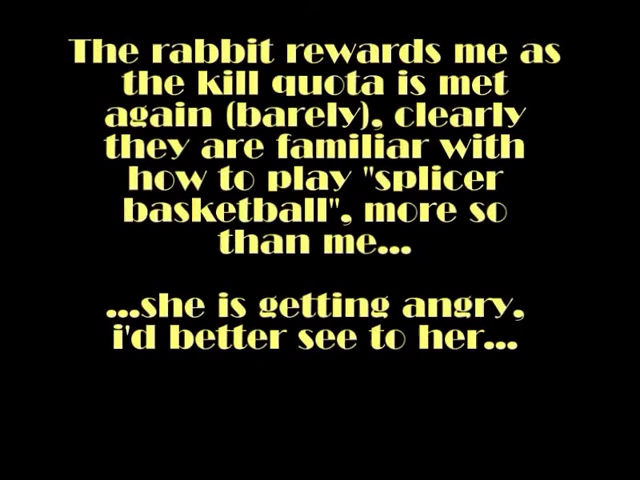 The rabbit rewards me as
the kill quota is met
again (barely), clearly
they are familiar with
how to play "splicer
basketball", more so
than me...
...she is getting angry,
i'd better see to her...